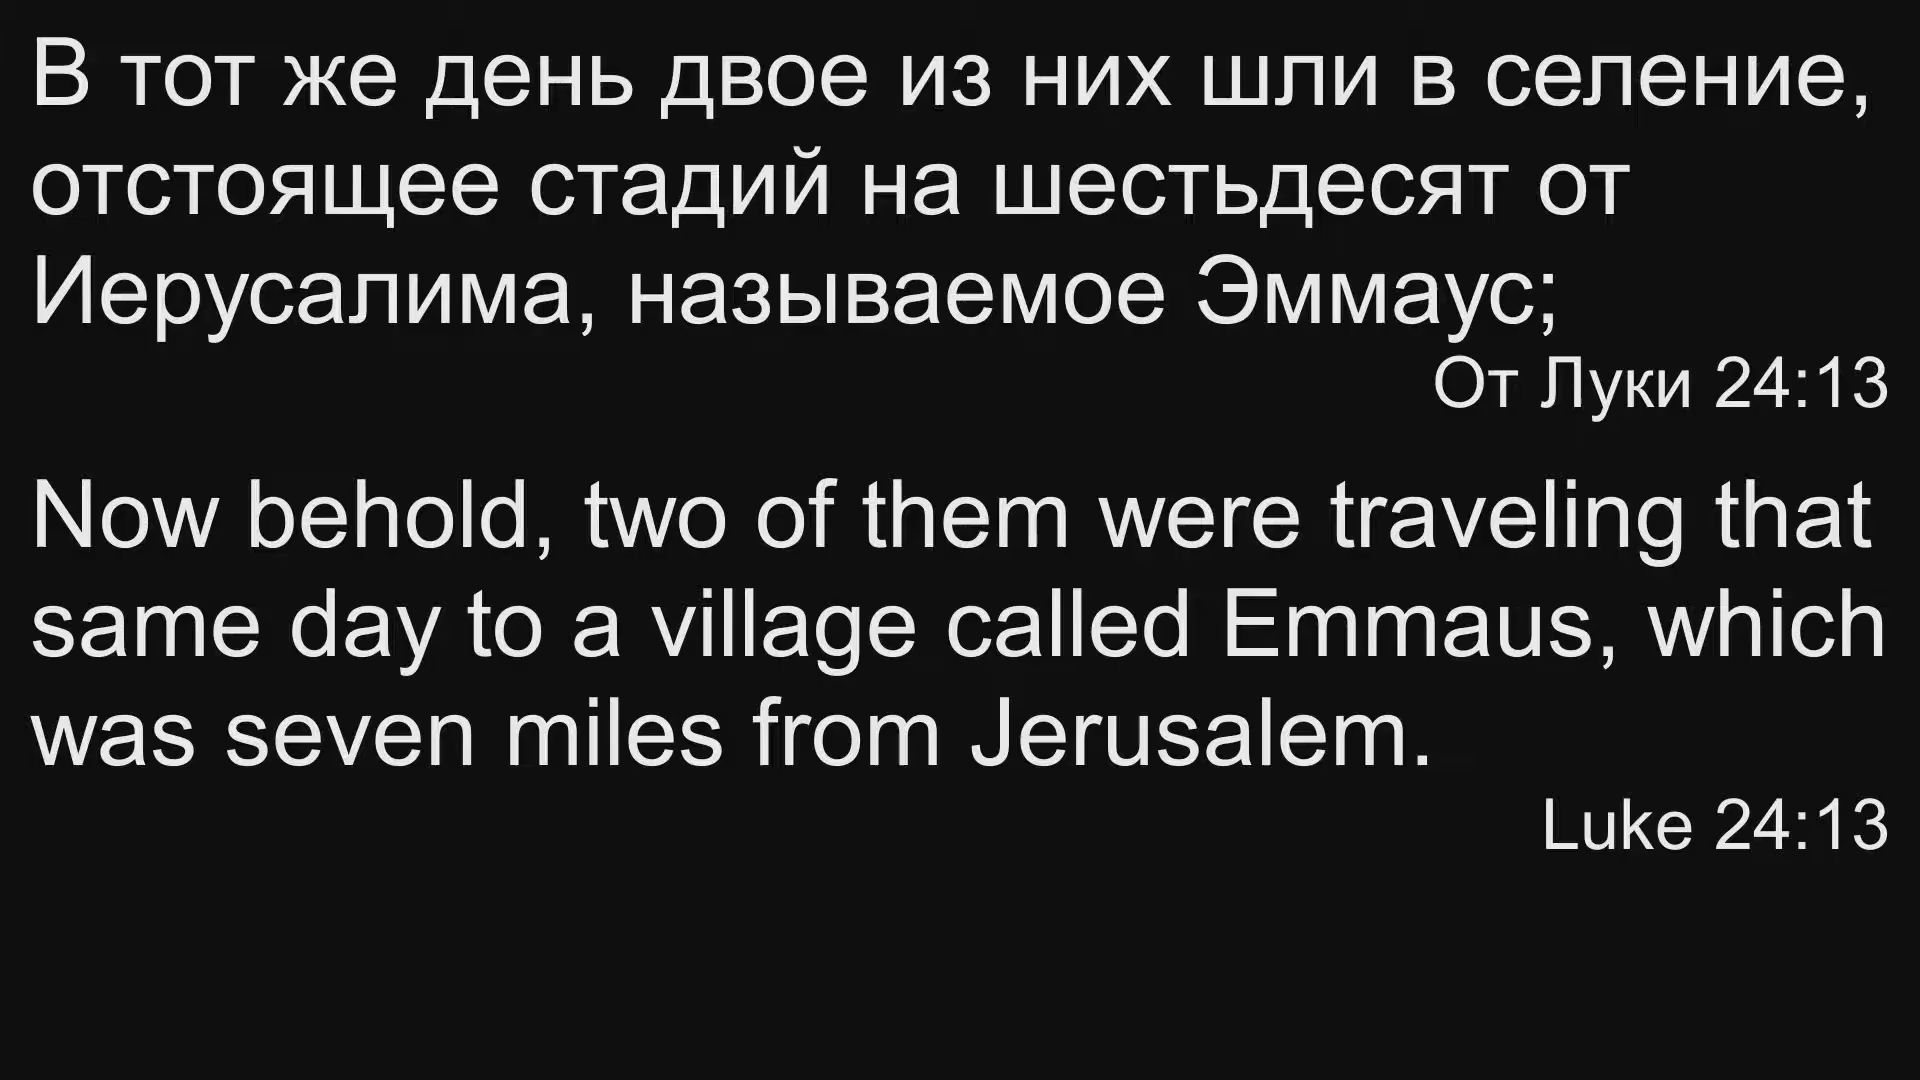 В тот же день двое из них шли в селение,
отстоящее стадий на шестьдесят от
Иерусалима, называемое Эммаус;
От Луки 24:13
Now behold, two of them were traveling that
same day to a village called Emmaus, which
was seven miles from Jerusalem.
Luke 24:13